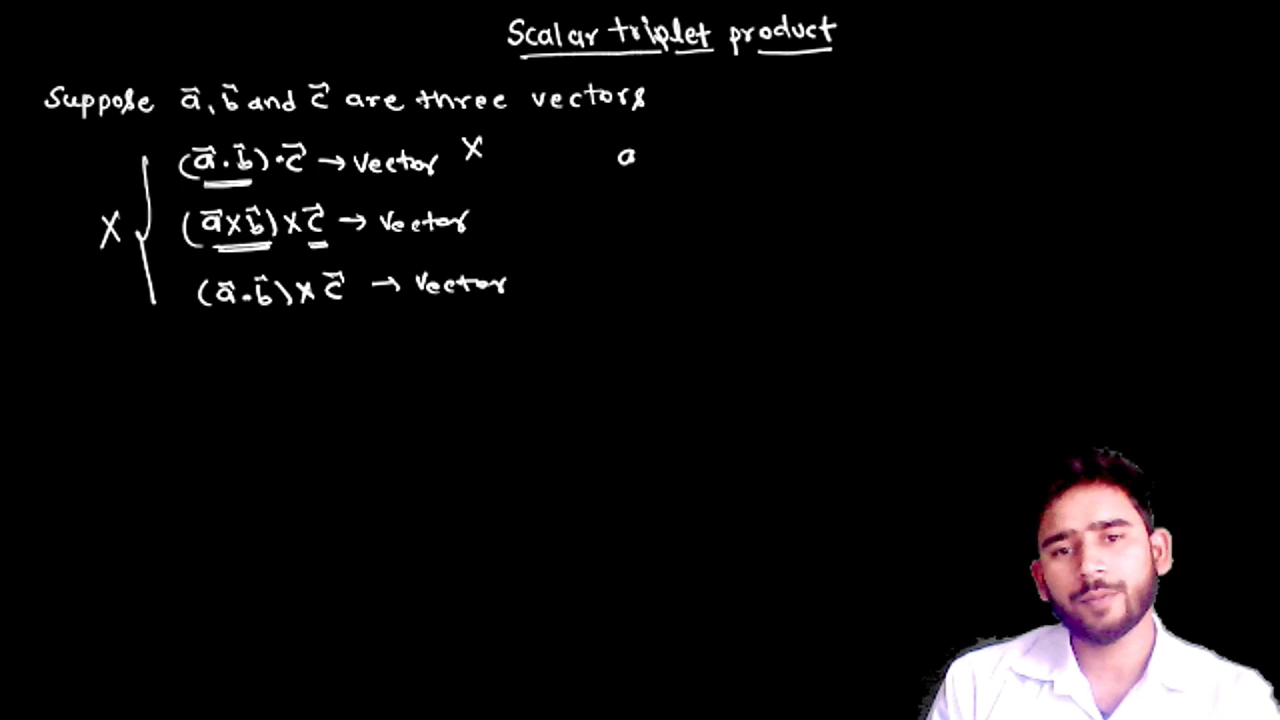 Scalar triplet product
Suppose a⃗, b⃗ and c⃗ are three vectors
(a⃗.b⃗).c⃗ → Vector X
a
(a⃗xb⃗)xc⃗ → Vector
X
(a⃗.b⃗)xc⃗ → Vector